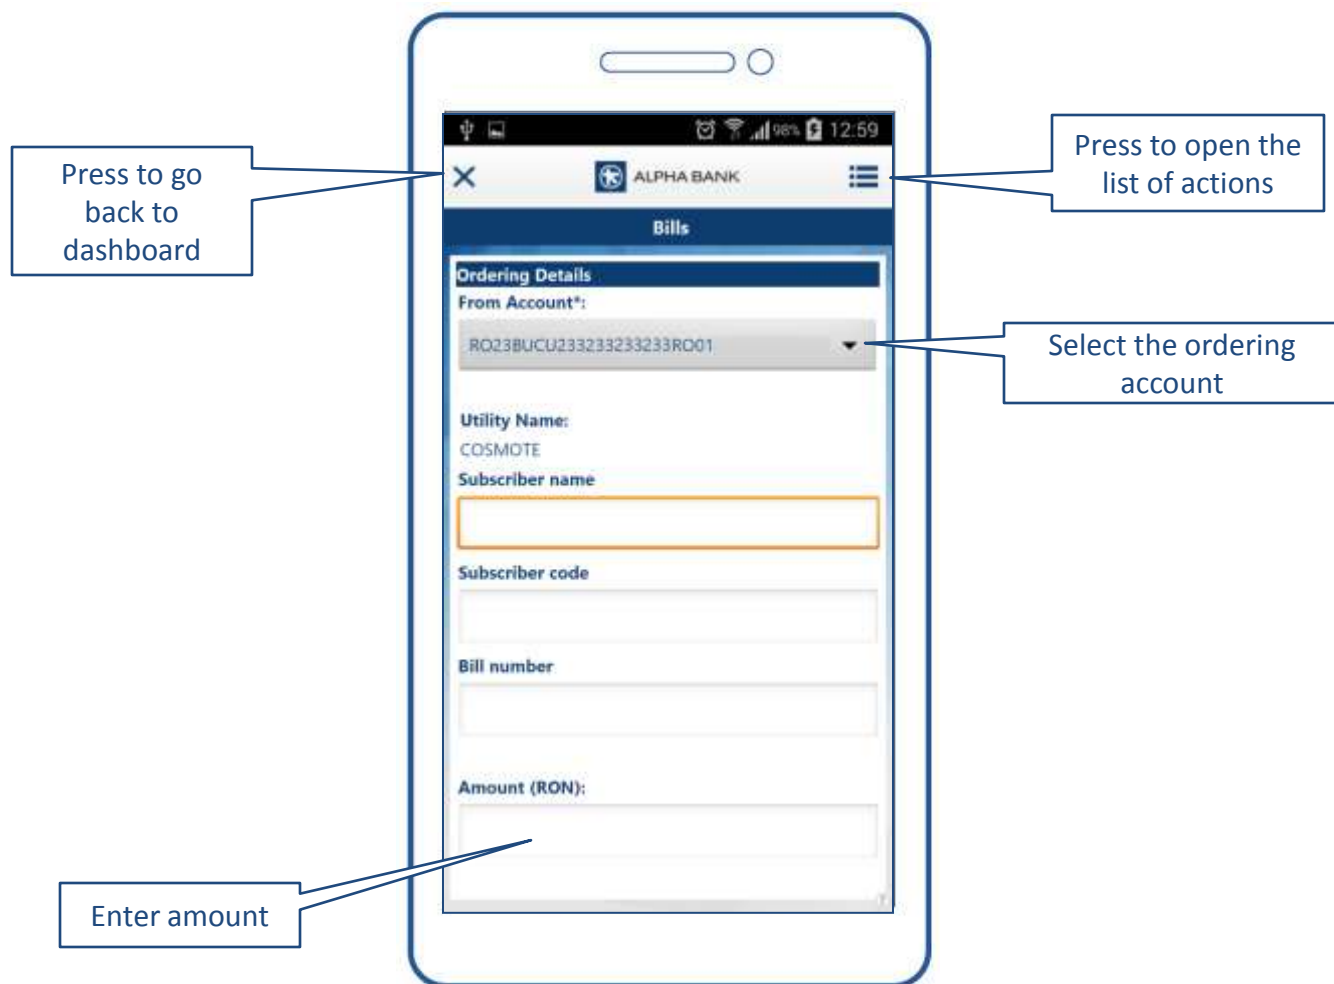 98% 12:59
Press to go
back to
dashboard
ALPHA BANK
Press to open the
list of actions
Bills
Ordering Details
From Account*:
RO23BUCU233233233233RO01
Select the ordering
account
Utility Name:
COSMOTE
Subscriber name
Subscriber code
Bill number
Amount (RON):
Enter amount